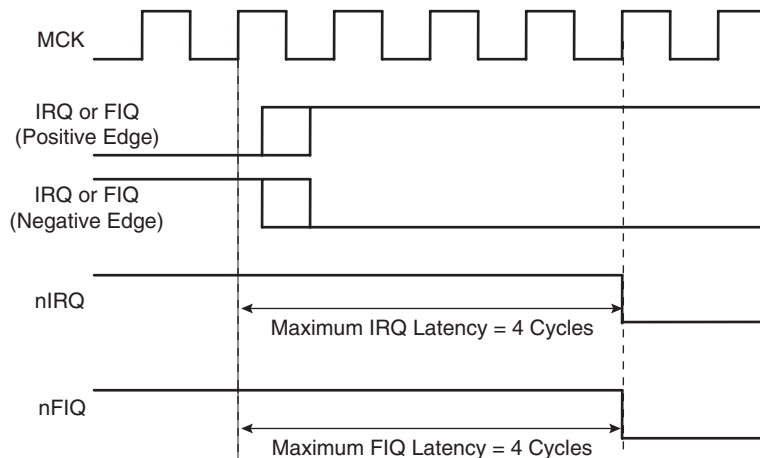 MCK
IRQ or FIQ
(Positive Edge)
IRQ or FIQ
(Negative Edge)
nIRQ
Maximum IRQ Latency = 4 Cycles
nFIQ
Maximum FIQ Latency = 4 Cycles